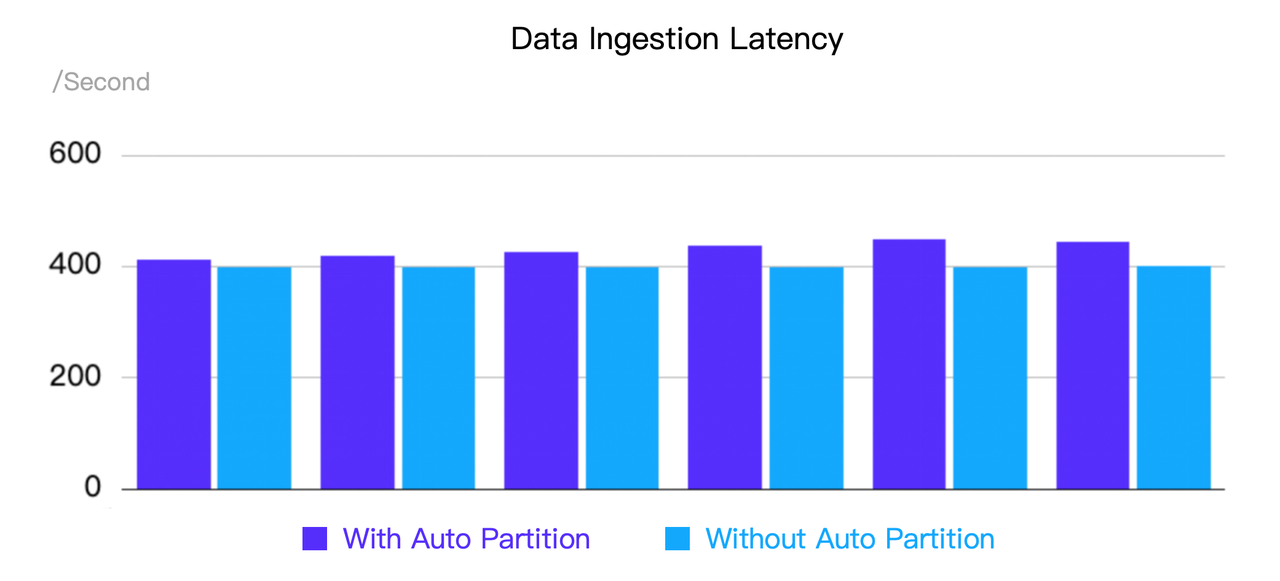 Data Ingestion Latency
/Second
600
400
200
0
With Auto Partition
Without Auto Partition